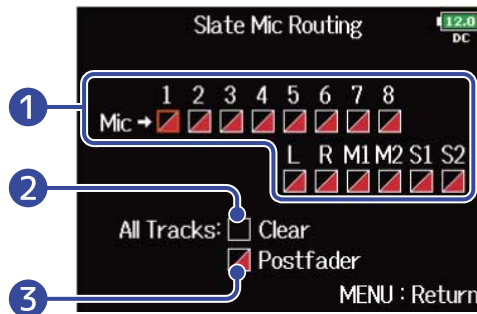 Slate Mic Routing
12.0
DC
1
1 2 3 4 5 6 7 8
Mic →
L R M1 M2 S1 S2
2
All Tracks: Clear
Postfader
3
MENU : Return